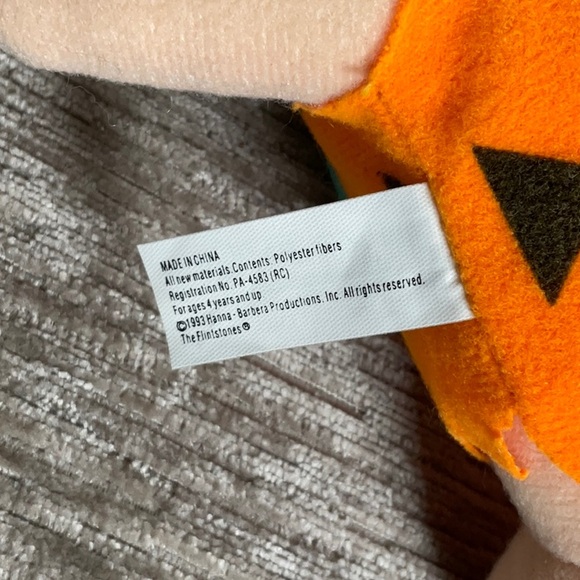 MADE IN CHINA
All new materials. Contents: Polyester fibers
Registration No. PA-4583 (RC)
For ages 4 years and up
©1993 Hanna - Barbera Productions, Inc. All rights reserved.
The Flintstones ®